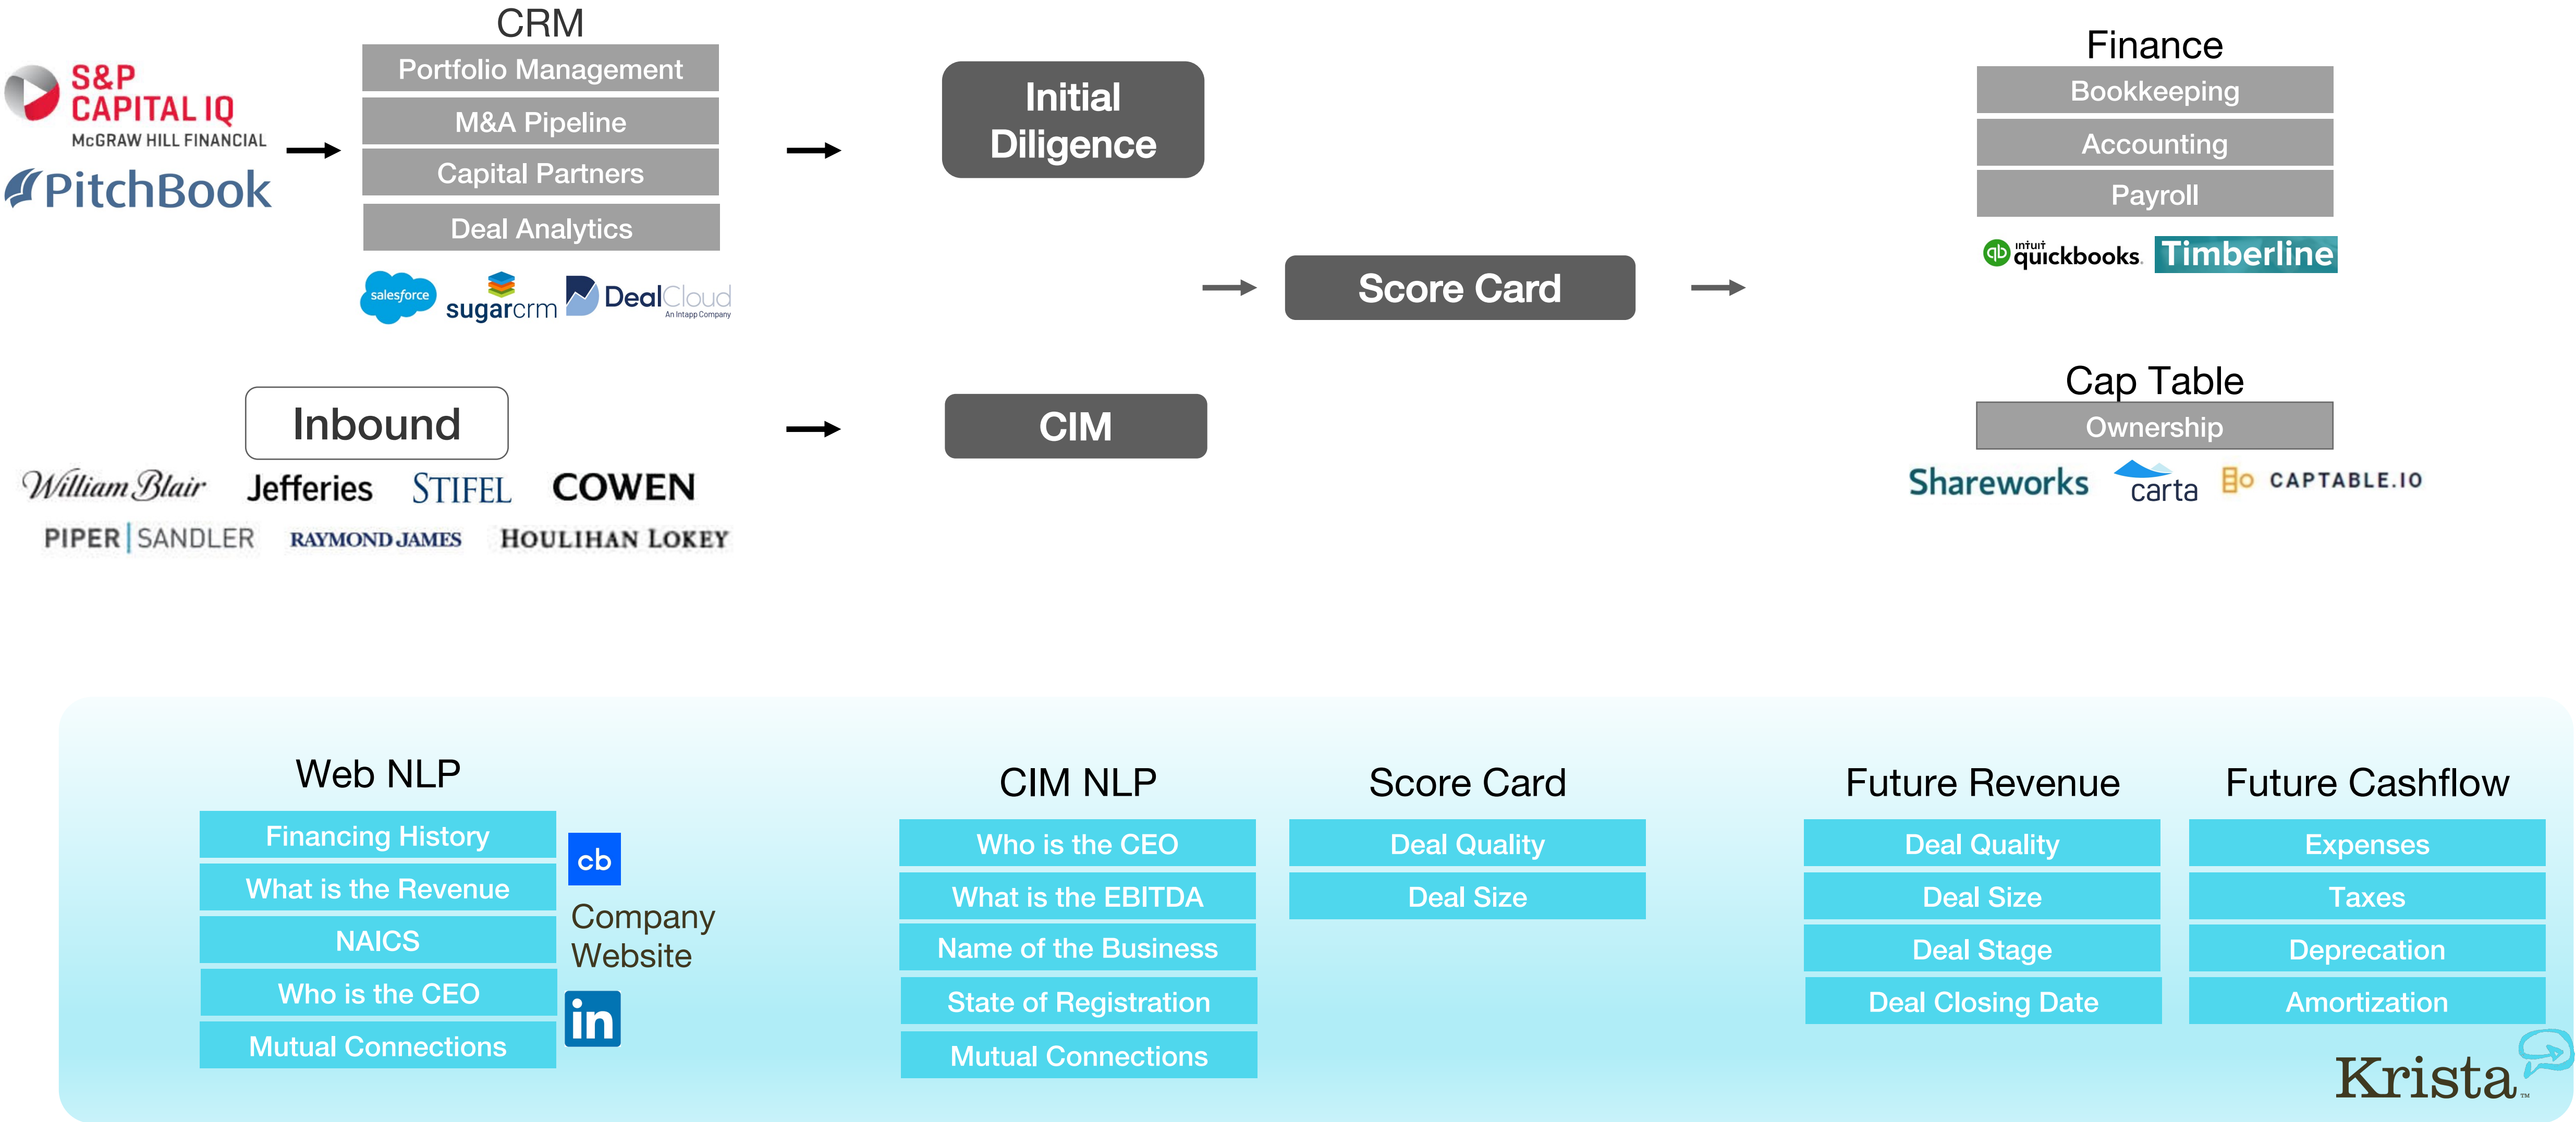 CRM
Portfolio Management
M&A Pipeline
Capital Partners
Deal Analytics
S&P
CAPITAL IQ
McGRAW HILL FINANCIAL
PitchBook
salesforce
sugarcrm
DealCloud
An Intapp Company
Initial
Diligence
Score Card
Finance
Bookkeeping
Accounting
Payroll
qb
intuit
quickbooks.
Timberline
Inbound
William Blair
Jefferies
STIFEL
COWEN
PIPER | SANDLER
RAYMOND JAMES
HOULIHAN LOKEY
CIM
Cap Table
Ownership
Shareworks
carta
CAPTABLE.IO
Web NLP
Financing History
What is the Revenue
NAICS
Who is the CEO
Mutual Connections
cb
Company
Website
in
CIM NLP
Who is the CEO
What is the EBITDA
Name of the Business
State of Registration
Mutual Connections
Score Card
Deal Quality
Deal Size
Future Revenue
Deal Quality
Deal Size
Deal Stage
Deal Closing Date
Future Cashflow
Expenses
Taxes
Deprecation
Amortization
Krista™